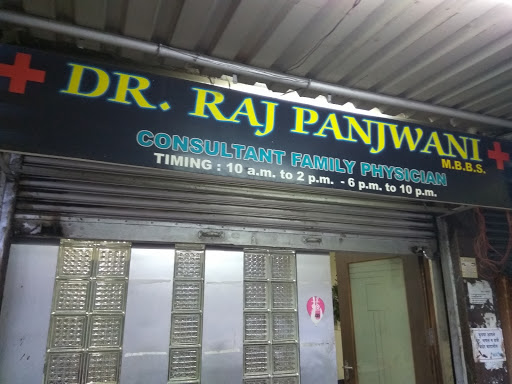 DR. RAJ PANJWANI
M.B.B.S.
CONSULTANT FAMILY PHYSICIAN
TIMING : 10 a.m. to 2 p.m. - 6 p.m. to 10 p.m.